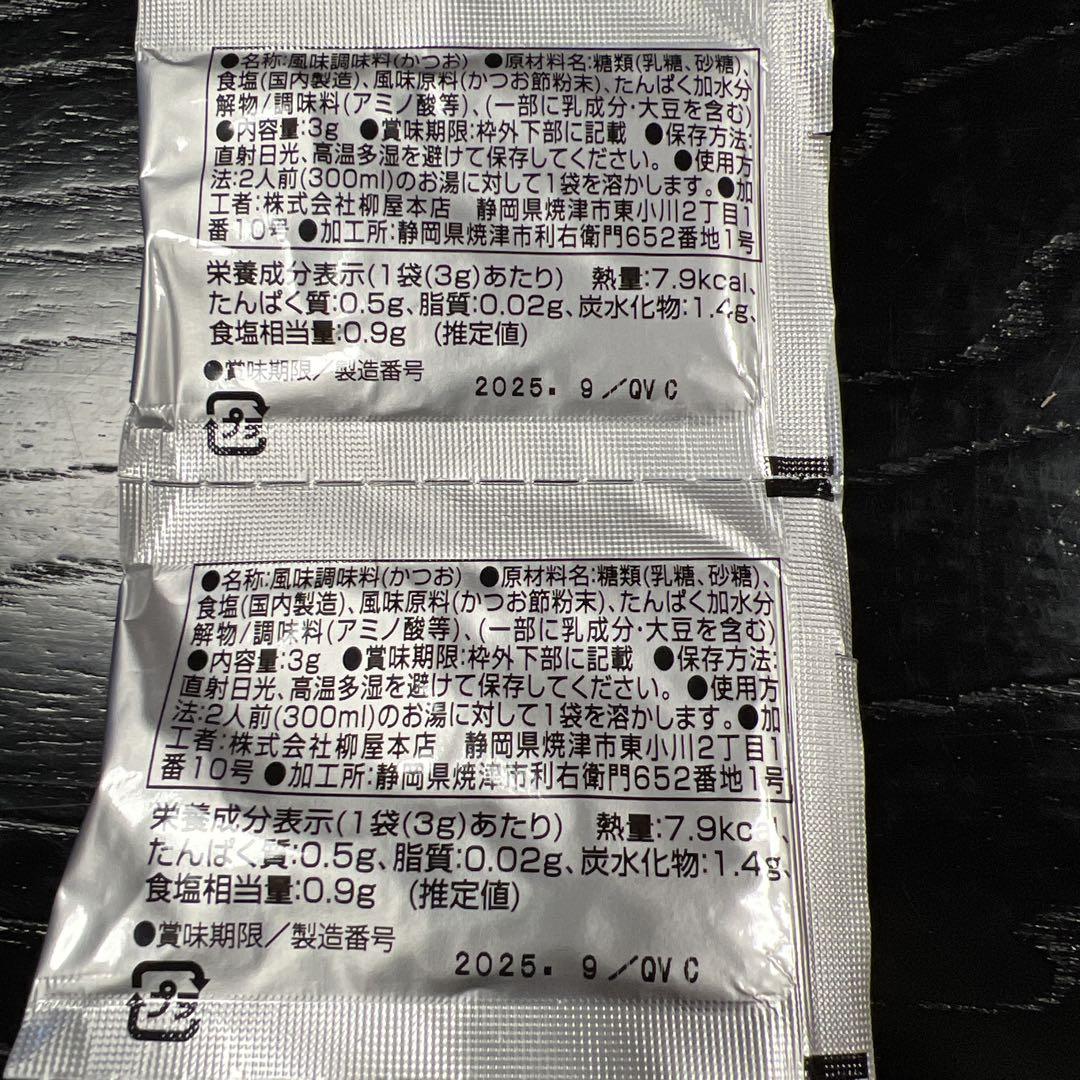 ●名称:風味調味料(かつお) ●原材料名:糖類(乳糖、砂糖)、
食塩(国内製造)、風味原料(かつお節粉末)、たんぱく加水分
解物/調味料(アミノ酸等)、(一部に乳成分・大豆を含む)
●内容量:3g ●賞味期限:枠外下部に記載 ●保存方法:
直射日光、高温多湿を避けて保存してください。●使用方
法:2人前(300ml)のお湯に対して1袋を溶かします。●加
工者:株式会社柳屋本店 静岡県焼津市東小川2丁目1
番10号 ●加工所:静岡県焼津市利右衛門652番地1号
栄養成分表示(1袋(3g)あたり) 熱量:7.9kcal、
たんぱく質:0.5g、脂質:0.02g、炭水化物:1.4g、
食塩相当量:0.9g (推定値)
●賞味期限/製造番号
2025. 9/QVC
プラ
●名称:風味調味料(かつお) ●原材料名:糖類(乳糖、砂糖)、
食塩(国内製造)、風味原料(かつお節粉末)、たんぱく加水分
解物/調味料(アミノ酸等)、(一部に乳成分・大豆を含む)
●内容量:3g ●賞味期限:枠外下部に記載 ●保存方法:
直射日光、高温多湿を避けて保存してください。●使用方
法:2人前(300ml)のお湯に対して1袋を溶かします。●加
工者:株式会社柳屋本店 静岡県焼津市東小川2丁目1
番10号 ●加工所:静岡県焼津市利右衛門652番地1号
栄養成分表示(1袋(3g)あたり) 熱量:7.9kcal、
たんぱく質:0.5g、脂質:0.02g、炭水化物:1.4g、
食塩相当量:0.9g (推定値)
●賞味期限/製造番号
2025. 9/QVC
プラ